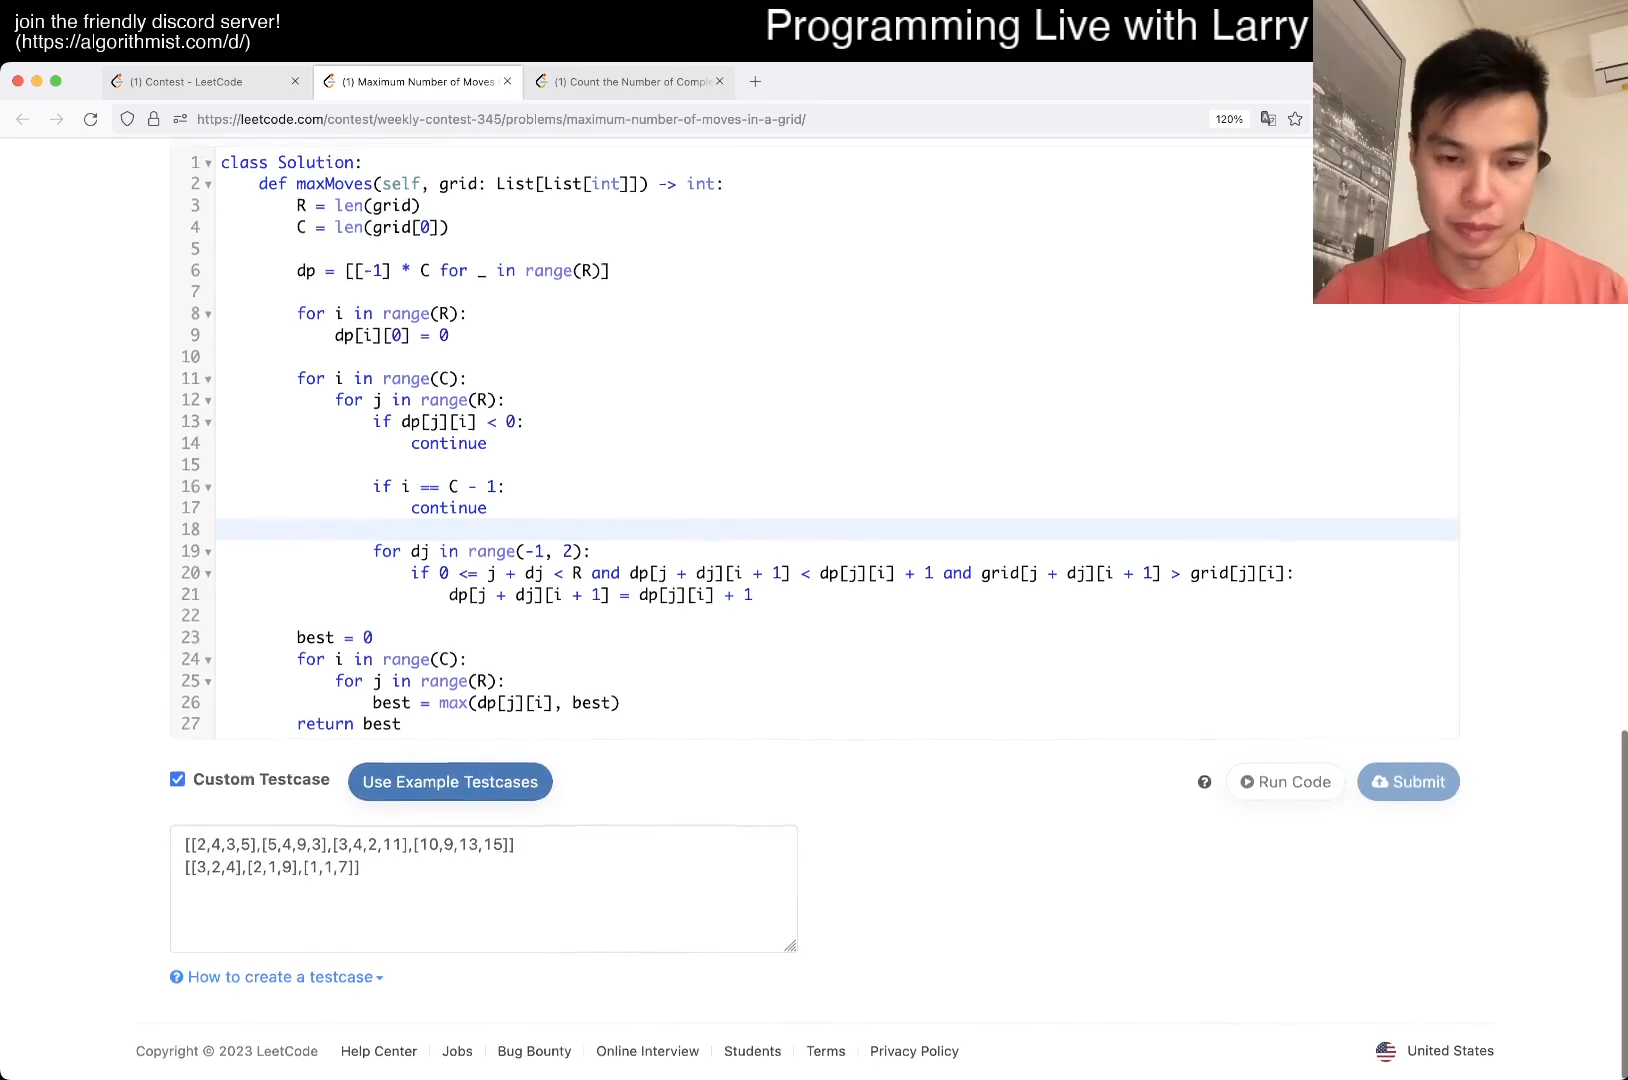 join the friendly discord server!
(https://algorithmist.com/d/)
Programming Live with Larry
(1) Contest - LeetCode
(1) Maximum Number of Moves
(1) Count the Number of Comple
https://leetcode.com/contest/weekly-contest-345/problems/maximum-number-of-moves-in-a-grid/
120%
1 class Solution:
2     def maxMoves(self, grid: List[List[int]]) -> int:
3         R = len(grid)
4         C = len(grid[0])
5
6         dp = [[-1] * C for _ in range(R)]
7
8         for i in range(R):
9             dp[i][0] = 0
10
11         for i in range(C):
12             for j in range(R):
13                 if dp[j][i] < 0:
14                     continue
15
16                 if i == C - 1:
17                     continue
18
19                 for dj in range(-1, 2):
20                     if 0 <= j + dj < R and dp[j + dj][i + 1] < dp[j][i] + 1 and grid[j + dj][i + 1] > grid[j][i]:
21                         dp[j + dj][i + 1] = dp[j][i] + 1
22
23         best = 0
24         for i in range(C):
25             for j in range(R):
26                 best = max(dp[j][i], best)
27         return best
Custom Testcase
Use Example Testcases
Run Code
Submit
[[2,4,3,5],[5,4,9,3],[3,4,2,11],[10,9,13,15]]
[[3,2,4],[2,1,9],[1,1,7]]
How to create a testcase
Copyright © 2023 LeetCode
Help Center
Jobs
Bug Bounty
Online Interview
Students
Terms
Privacy Policy
United States